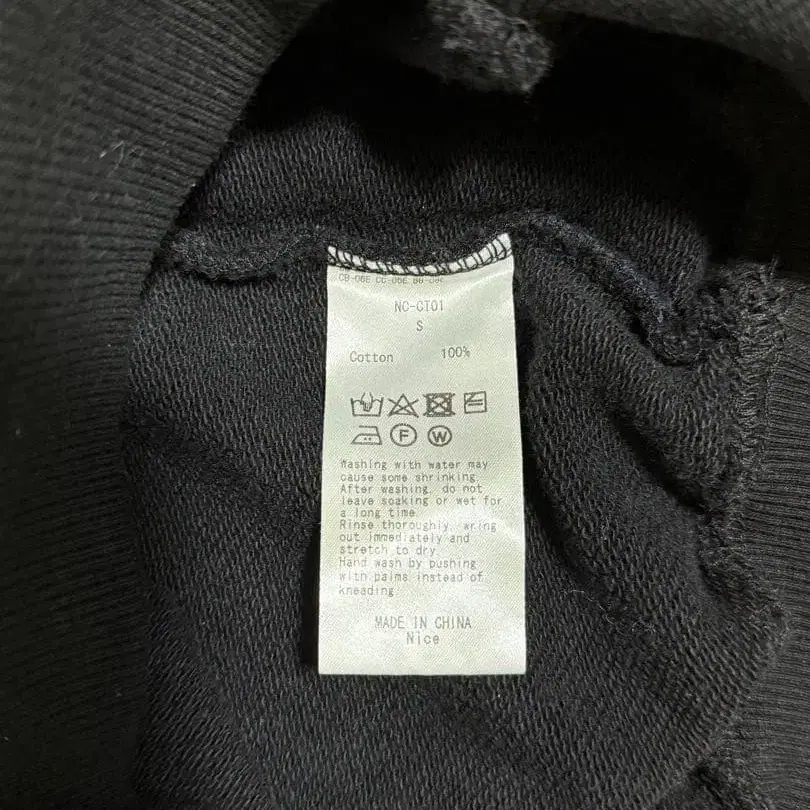 NC-CT01
S
Cotton 100%
F W
Washing with water may
cause some shrinking.
After washing, do not
leave soaking or wet for
a long time.
Rinse thoroughly, wring
out immediately and
stretch to dry.
Hand wash by pushing
with palms instead of
kneading
MADE IN CHINA
Nice